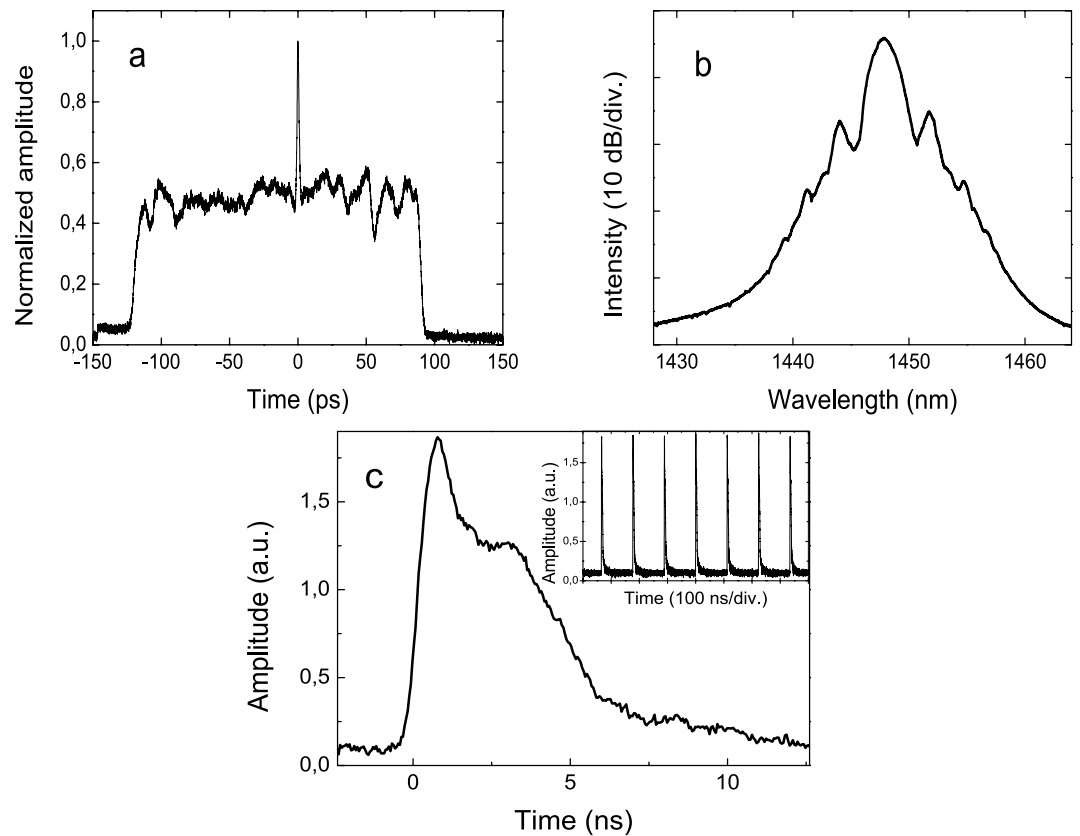 a
Normalized amplitude
1,0
0,8
0,6
0,4
0,2
0,0
-150 -100 -50 0 50 100 150
Time (ps)
b
Intensity (10 dB/div.)
1430 1440 1450 1460
Wavelength (nm)
c
Amplitude (a.u.)
1,5
1,0
0,5
0,0
0 5 10
Time (ns)
Amplitude (a.u.)
1,5
1,0
0,5
0,0
Time (100 ns/div.)